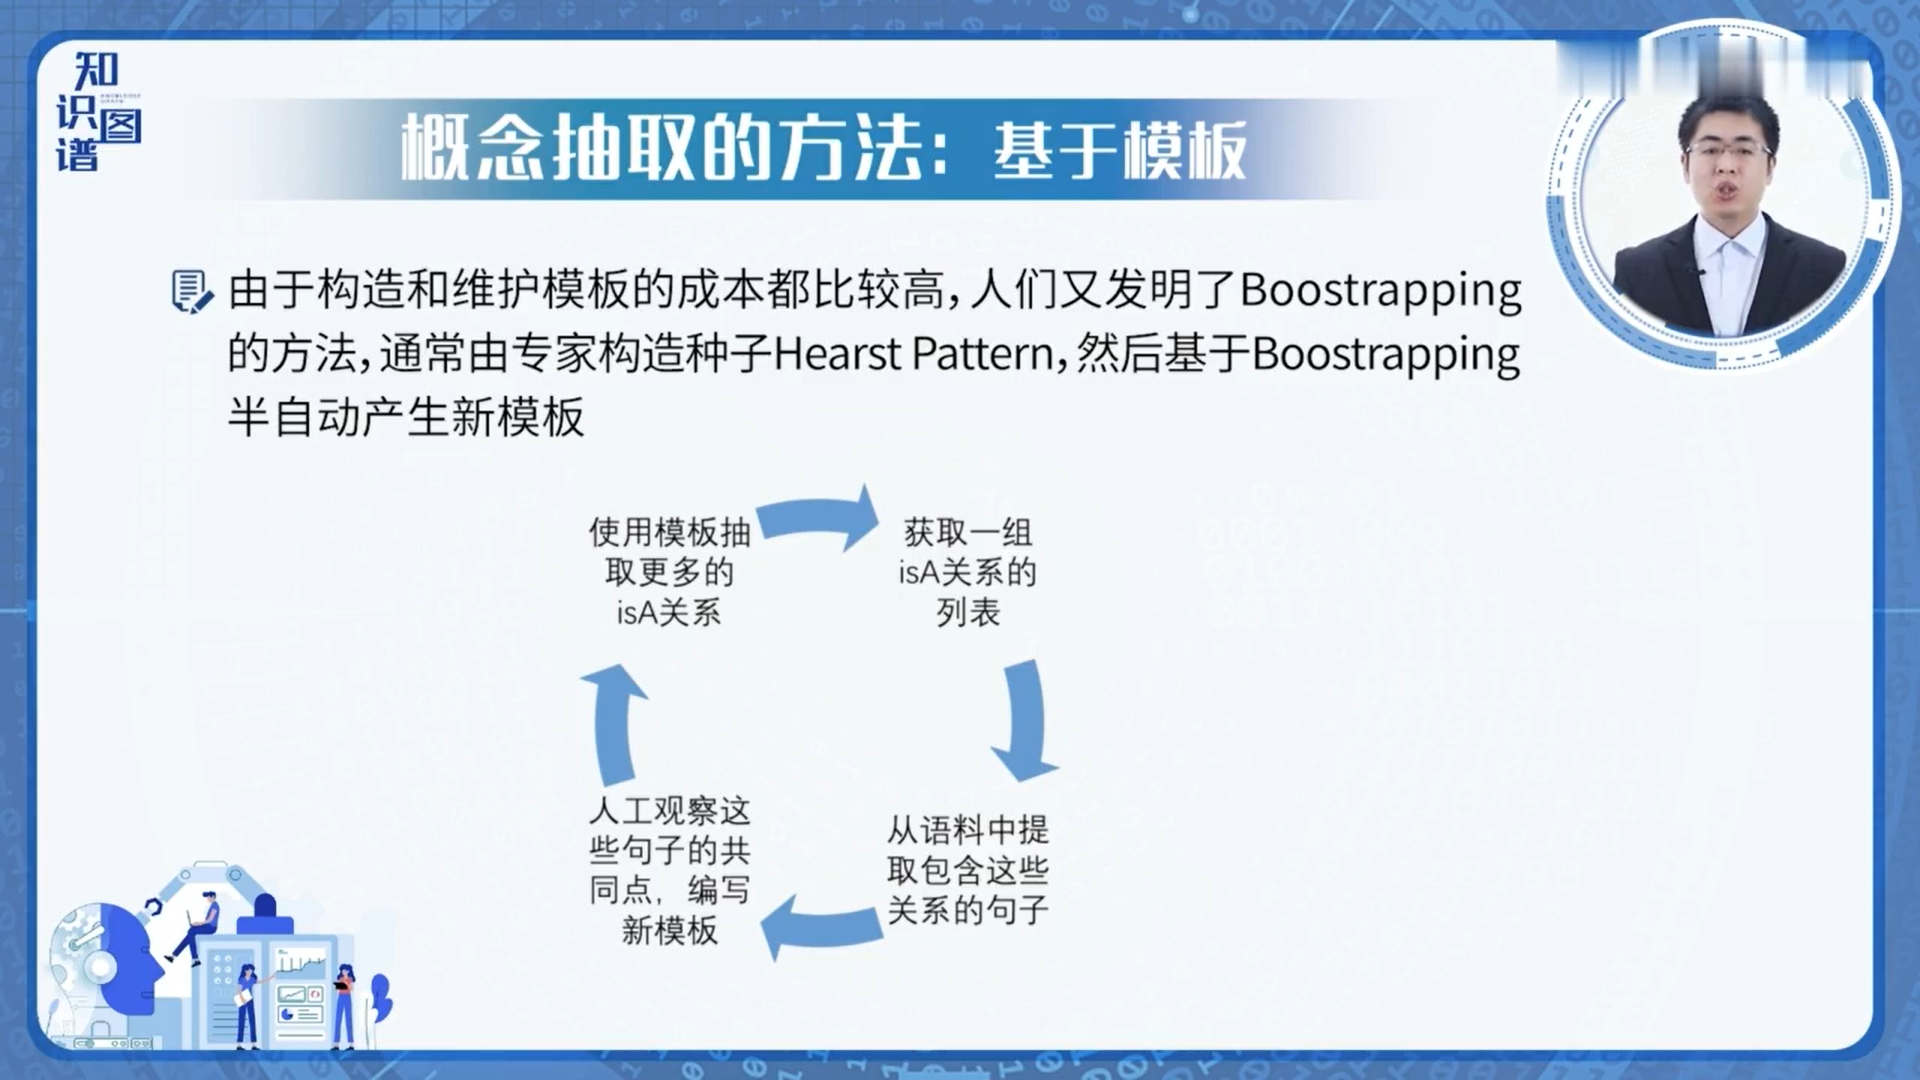 知
识图
谱
概念抽取的方法：基于模板
由于构造和维护模板的成本都比较高，人们又发明了Boostrapping
的方法，通常由专家构造种子Hearst Pattern，然后基于Boostrapping
半自动产生新模板
使用模板抽
取更多的
isA关系
获取一组
isA关系的
列表
从语料中提
取包含这些
关系的句子
人工观察这
些句子的共
同点，编写
新模板